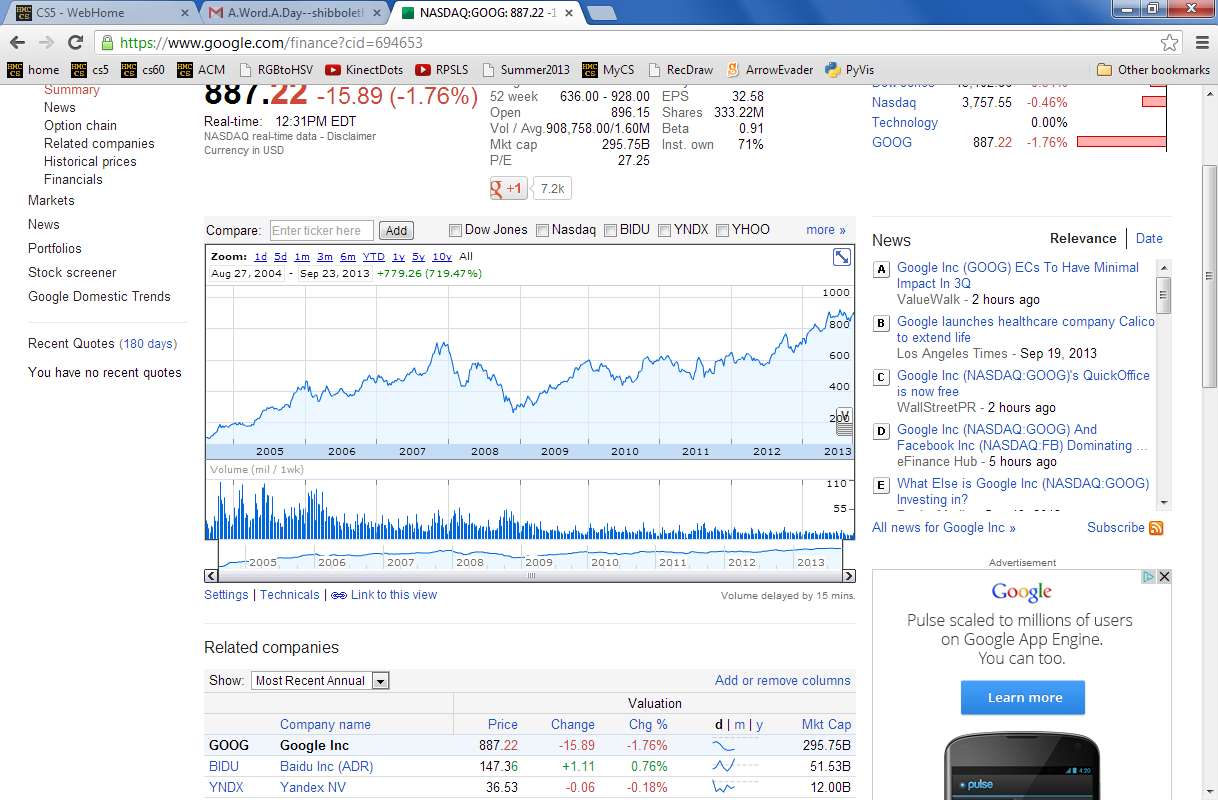 CS5 - WebHome
A.Word.A.Day--shibboleth
NASDAQ:GOOG: 887.22 -1
https://www.google.com/finance?cid=694653
home cs5 cs60 ACM RGBtoHSV KinectDots RPSLS Summer2013 MyCS RecDraw ArrowEvader PyVis Other bookmarks
Summary
News
Option chain
Related companies
Historical prices
Financials
Markets
News
Portfolios
Stock screener
Google Domestic Trends
Recent Quotes (180 days)
You have no recent quotes
887.22 -15.89 (-1.76%)
Real-time: 12:31PM EDT
NASDAQ real-time data - Disclaimer
Currency in USD
52 week 636.00 - 928.00
Open 896.15
Vol / Avg. 908,758.00/1.60M
Mkt cap 295.75B
P/E 27.25
EPS 32.58
Shares 333.22M
Beta 0.91
Inst. own 71%
g +1 7.2k
Nasdaq 3,757.55 -0.46%
Technology 0.00%
GOOG 887.22 -1.76%
Compare: Enter ticker here Add Dow Jones Nasdaq BIDU YNDX YHOO more »
Zoom: 1d 5d 1m 3m 6m YTD 1y 5y 10y All
Aug 27, 2004 - Sep 23, 2013 +779.26 (719.47%)
1000
800
600
400
200
V
2005 2006 2007 2008 2009 2010 2011 2012 2013
Volume (mil / 1wk)
110
55
2005 2006 2007 2008 2009 2010 2011 2012 2013
Settings | Technicals | Link to this view
Volume delayed by 15 mins.
News Relevance Date
A Google Inc (GOOG) ECs To Have Minimal
Impact In 3Q
ValueWalk - 2 hours ago
B Google launches healthcare company Calico
to extend life
Los Angeles Times - Sep 19, 2013
C Google Inc (NASDAQ:GOOG)'s QuickOffice
is now free
WallStreetPR - 2 hours ago
D Google Inc (NASDAQ:GOOG) And
Facebook Inc (NASDAQ:FB) Dominating ...
eFinance Hub - 5 hours ago
E What Else is Google Inc (NASDAQ:GOOG)
Investing in?
All news for Google Inc »
Subscribe
Advertisement
Google
Pulse scaled to millions of users
on Google App Engine.
You can too.
Learn more
4:20
pulse
Related companies
Show: Most Recent Annual
Add or remove columns
Valuation
Company name Price Change Chg % d | m | y Mkt Cap
GOOG Google Inc 887.22 -15.89 -1.76% 295.75B
BIDU Baidu Inc (ADR) 147.36 +1.11 0.76% 51.53B
YNDX Yandex NV 36.53 -0.06 -0.18% 12.00B